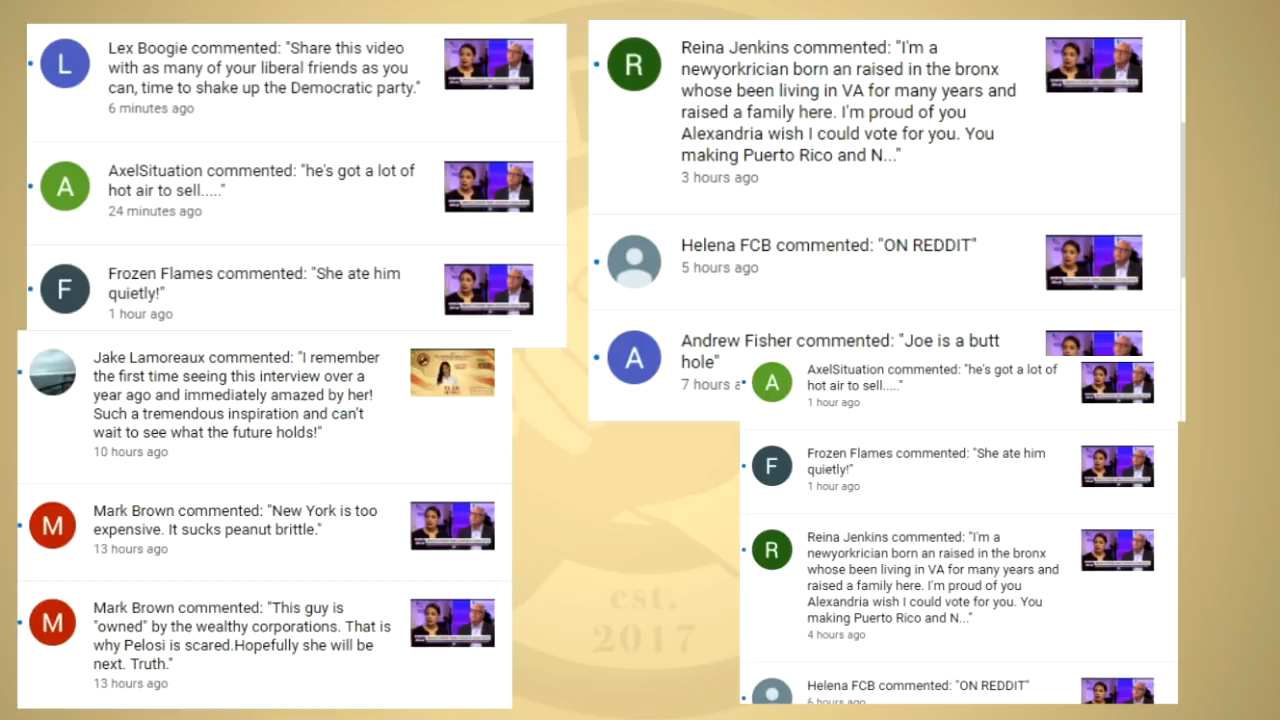 L
Lex Boogie commented: "Share this video
with as many of your liberal friends as you
can, time to shake up the Democratic party."
6 minutes ago
A
AxelSituation commented: "he's got a lot of
hot air to sell....."
24 minutes ago
F
Frozen Flames commented: "She ate him
quietly!"
1 hour ago
Jake Lamoreaux commented: "I remember
the first time seeing this interview over a
year ago and immediately amazed by her!
Such a tremendous inspiration and can't
wait to see what the future holds!"
10 hours ago
M
Mark Brown commented: "New York is too
expensive. It sucks peanut brittle."
13 hours ago
M
Mark Brown commented: "This guy is
"owned" by the wealthy corporations. That is
why Pelosi is scared.Hopefully she will be
next. Truth."
13 hours ago
R
Reina Jenkins commented: "I'm a
newyorkrician born an raised in the bronx
whose been living in VA for many years and
raised a family here. I'm proud of you
Alexandria wish I could vote for you. You
making Puerto Rico and N..."
3 hours ago
Helena FCB commented: "ON REDDIT"
5 hours ago
A
Andrew Fisher commented: "Joe is a butt
hole"
7 hours a
A
AxelSituation commented: "he's got a lot of
hot air to sell....."
1 hour ago
F
Frozen Flames commented: "She ate him
quietly!"
1 hour ago
R
Reina Jenkins commented: "I'm a
newyorkrician born an raised in the bronx
whose been living in VA for many years and
raised a family here. I'm proud of you
Alexandria wish I could vote for you. You
making Puerto Rico and N..."
4 hours ago
Helena FCB commented: "ON REDDIT"
6 hours ago
est.
2017